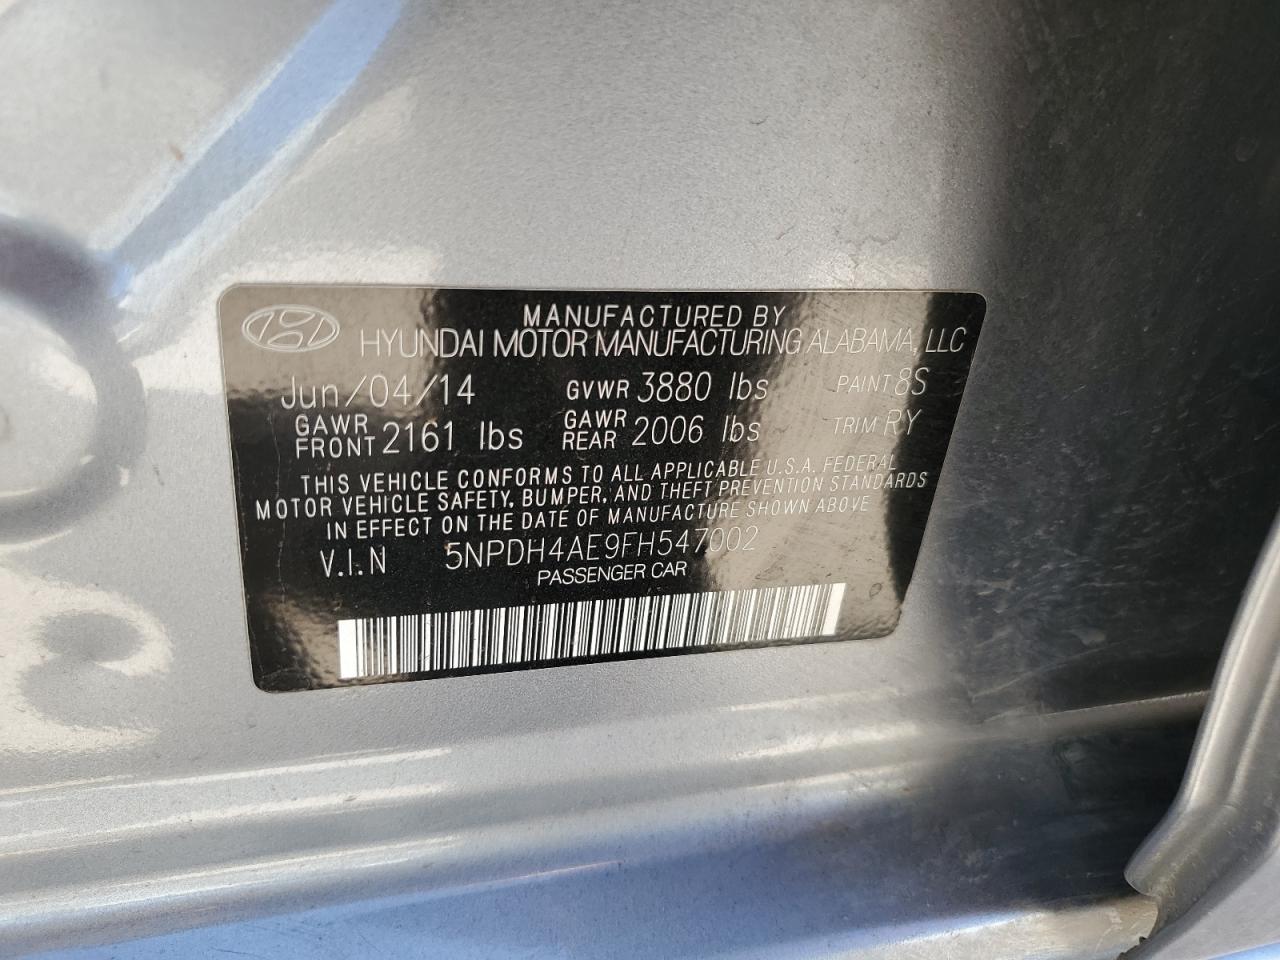 MANUFACTURED BY
HYUNDAI MOTOR MANUFACTURING ALABAMA, LLC
Jun/04/14 GVWR 3880 lbs PAINT 8S
GAWR FRONT 2161 lbs GAWR REAR 2006 lbs TRIM RY
THIS VEHICLE CONFORMS TO ALL APPLICABLE U.S.A. FEDERAL
MOTOR VEHICLE SAFETY, BUMPER, AND THEFT PREVENTION STANDARDS
IN EFFECT ON THE DATE OF MANUFACTURE SHOWN ABOVE
V.I.N 5NPDH4AE9FH547002
PASSENGER CAR